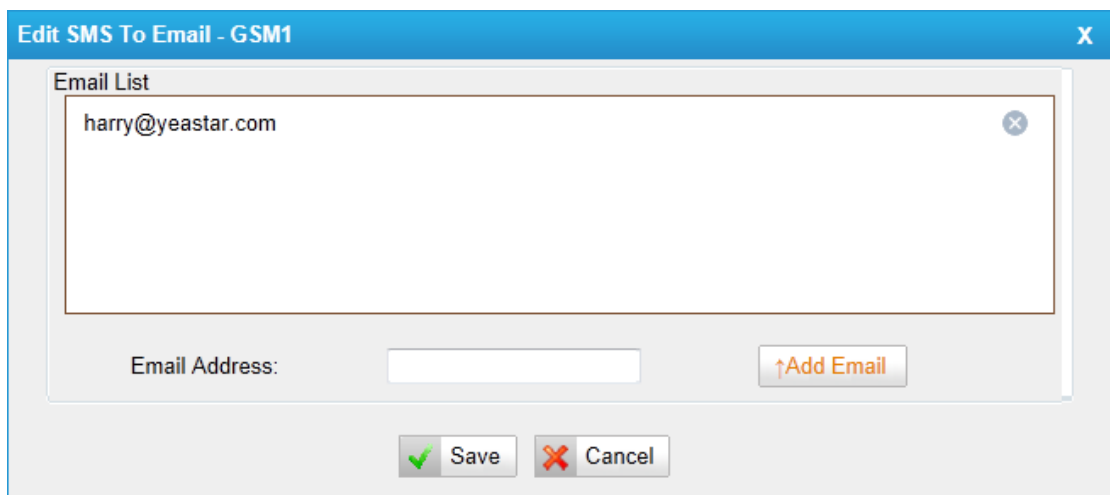 Edit SMS To Email - GSM1 X
Email List
harry@yeastar.com
Email Address: ↑Add Email
Save Cancel